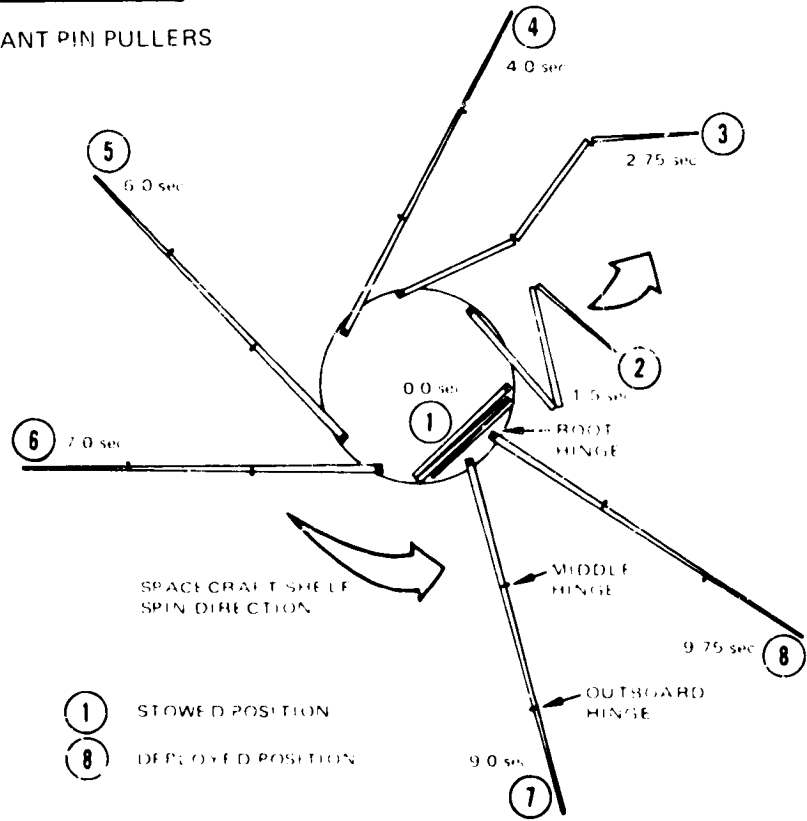 ANT PIN PULLERS
4
4.0 sec
3
2.75 sec
5
6.0 sec
2
1.5 sec
0.0 sec
1
ROOT
HINGE
6
7.0 sec
SPACECRAFT SHELF
SPIN DIRECTION
MIDDLE
HINGE
9.75 sec
8
OUTBOARD
HINGE
9.0 sec
7
1 STOWED POSITION
8 DEPLOYED POSITION